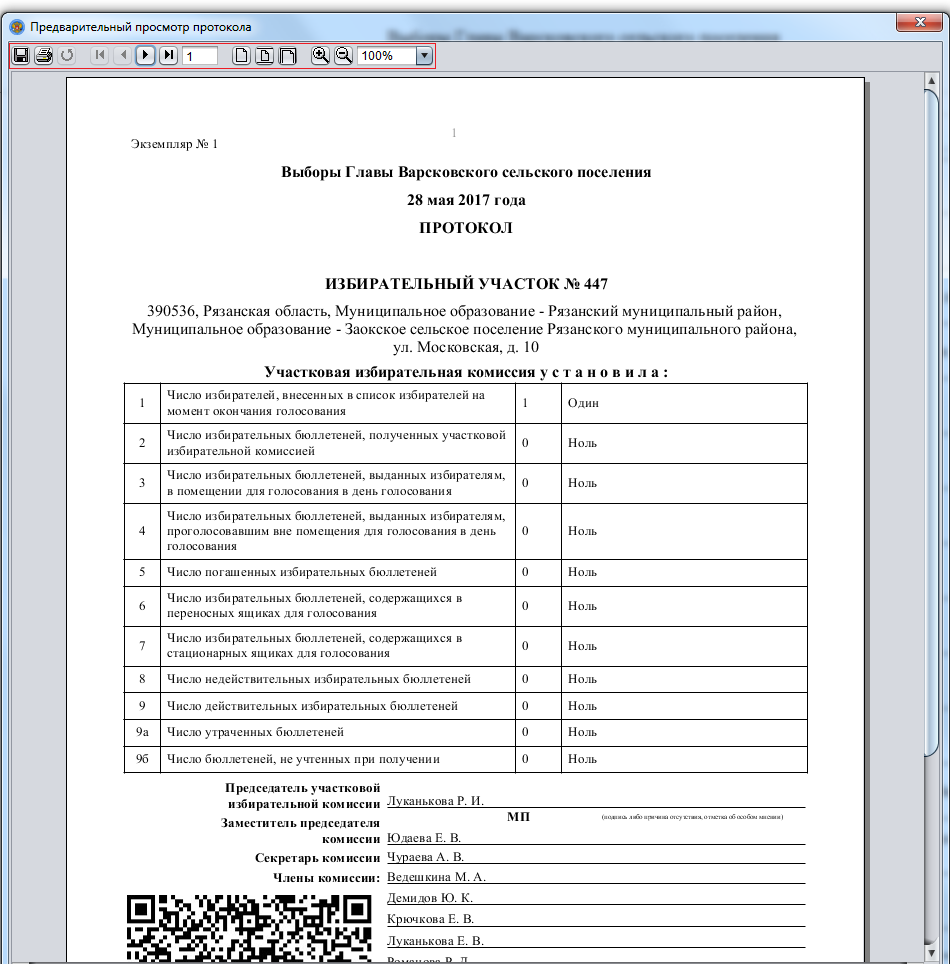 Предварительный просмотр протокола
1
100%
1
Экземпляр № 1
Выборы Главы Варсковского сельского поселения
28 мая 2017 года
ПРОТОКОЛ
ИЗБИРАТЕЛЬНЫЙ УЧАСТОК № 447
390536, Рязанская область, Муниципальное образование - Рязанский муниципальный район,
Муниципальное образование - Заокское сельское поселение Рязанского муниципального района,
ул. Московская, д. 10
Участковая избирательная комиссия у с т а н о в и л а :
1 Число избирателей, внесенных в список избирателей на
момент окончания голосования 1 Один
2 Число избирательных бюллетеней, полученных участковой
избирательной комиссией 0 Ноль
3 Число избирательных бюллетеней, выданных избирателям,
в помещении для голосования в день голосования 0 Ноль
4 Число избирательных бюллетеней, выданных избирателям,
проголосовавшим вне помещения для голосования в день
голосования 0 Ноль
5 Число погашенных избирательных бюллетеней 0 Ноль
6 Число избирательных бюллетеней, содержащихся в
переносных ящиках для голосования 0 Ноль
7 Число избирательных бюллетеней, содержащихся в
стационарных ящиках для голосования 0 Ноль
8 Число недействительных избирательных бюллетеней 0 Ноль
9 Число действительных избирательных бюллетеней 0 Ноль
9а Число утраченных бюллетеней 0 Ноль
9б Число бюллетеней, не учтенных при получении 0 Ноль
Председатель участковой
избирательной комиссии Луканькова Р. И.
МП (подпись либо причина отсутствия, отметка об особом мнении)
Заместитель председателя
комиссии Юдаева Е. В.
Секретарь комиссии Чураева А. В.
Члены комиссии: Ведешкина М. А.
Демидов Ю. К.
Крючкова Е. В.
Луканькова Е. В.
Романова В. Л.